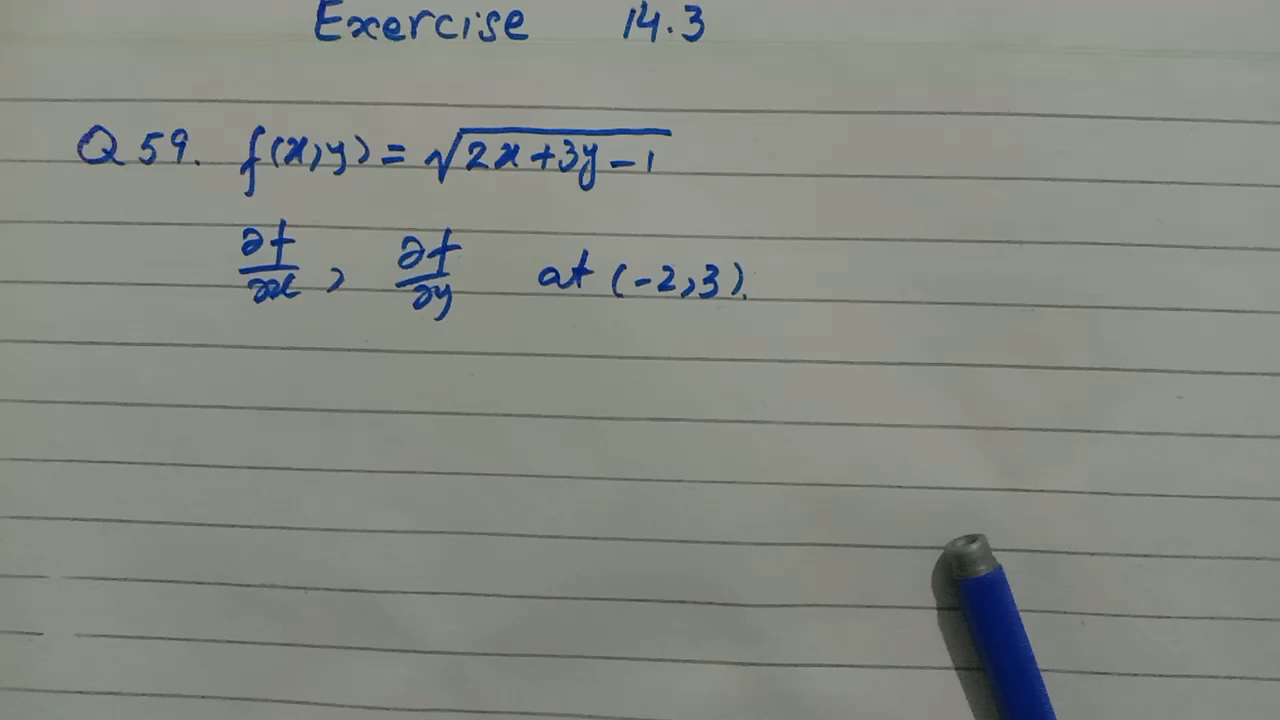 Exercise 14.3
Q 59. f(x,y) = √(2x+3y-1)
∂f/∂x, ∂f/∂y at (-2,3).